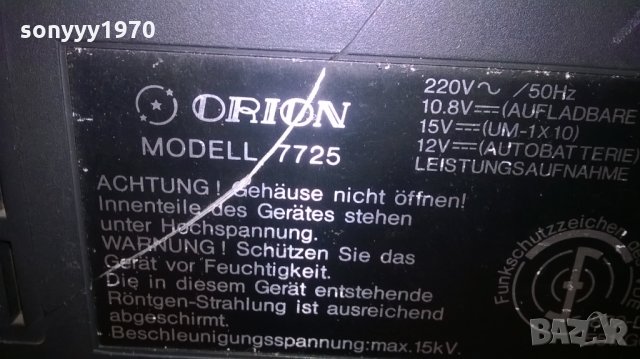 sonyyy1970
ORION
MODELL 7725
220V~ /50Hz
10.8V⎓(AUFLADBARE
15V⎓(UM-1X10)
12V⎓(AUTOBATTERIE)
LEISTUNGSAUFNAHME
ACHTUNG! Gehäuse nicht öffnen!
Innenteile des Gerätes stehen
unter Hochspannung.
WARNUNG! Schützen Sie das
Gerät vor Feuchtigkeit.
Die in diesem Gerät entstehende
Röntgen-Strahlung ist ausreichend
abgeschirmt.
Beschleunigungsspannung:max.15kV.
Funkschutzzeichen
BAZAR